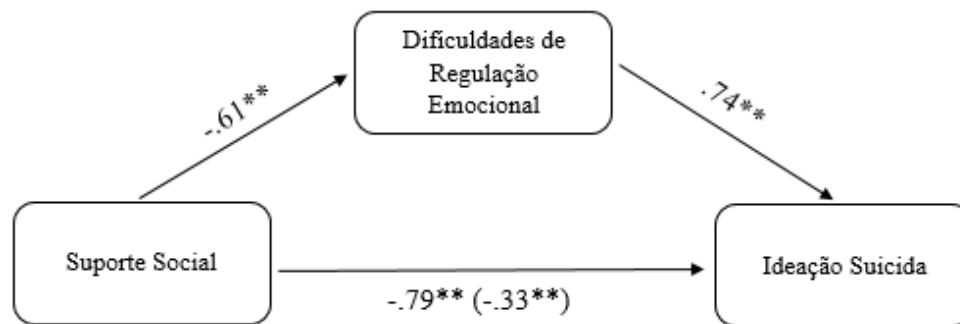 Dificuldades de
Regulação
Emocional
-.61**
.74**
Suporte Social
Ideação Suicida
-.79** (-.33**)